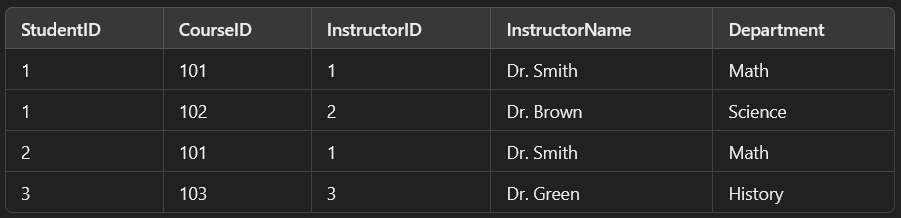 StudentID CourseID InstructorID InstructorName Department
1 101 1 Dr. Smith Math
1 102 2 Dr. Brown Science
2 101 1 Dr. Smith Math
3 103 3 Dr. Green History